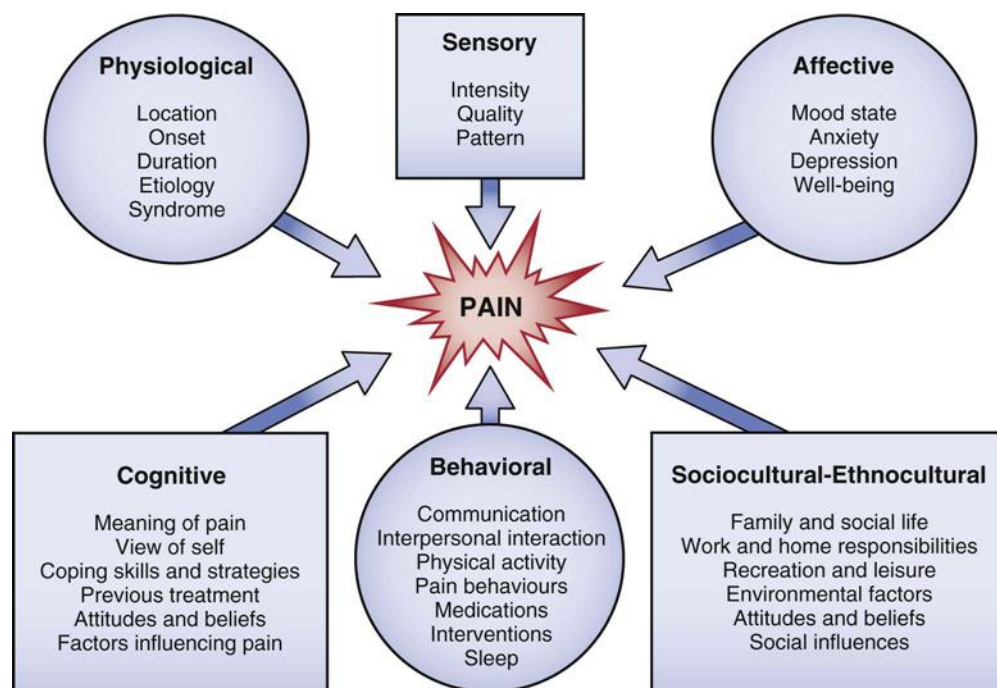 Physiological
Location
Onset
Duration
Etiology
Syndrome
Sensory
Intensity
Quality
Pattern
Affective
Mood state
Anxiety
Depression
Well-being
PAIN
Cognitive
Meaning of pain
View of self
Coping skills and strategies
Previous treatment
Attitudes and beliefs
Factors influencing pain
Behavioral
Communication
Interpersonal interaction
Physical activity
Pain behaviours
Medications
Interventions
Sleep
Sociocultural-Ethnocultural
Family and social life
Work and home responsibilities
Recreation and leisure
Environmental factors
Attitudes and beliefs
Social influences